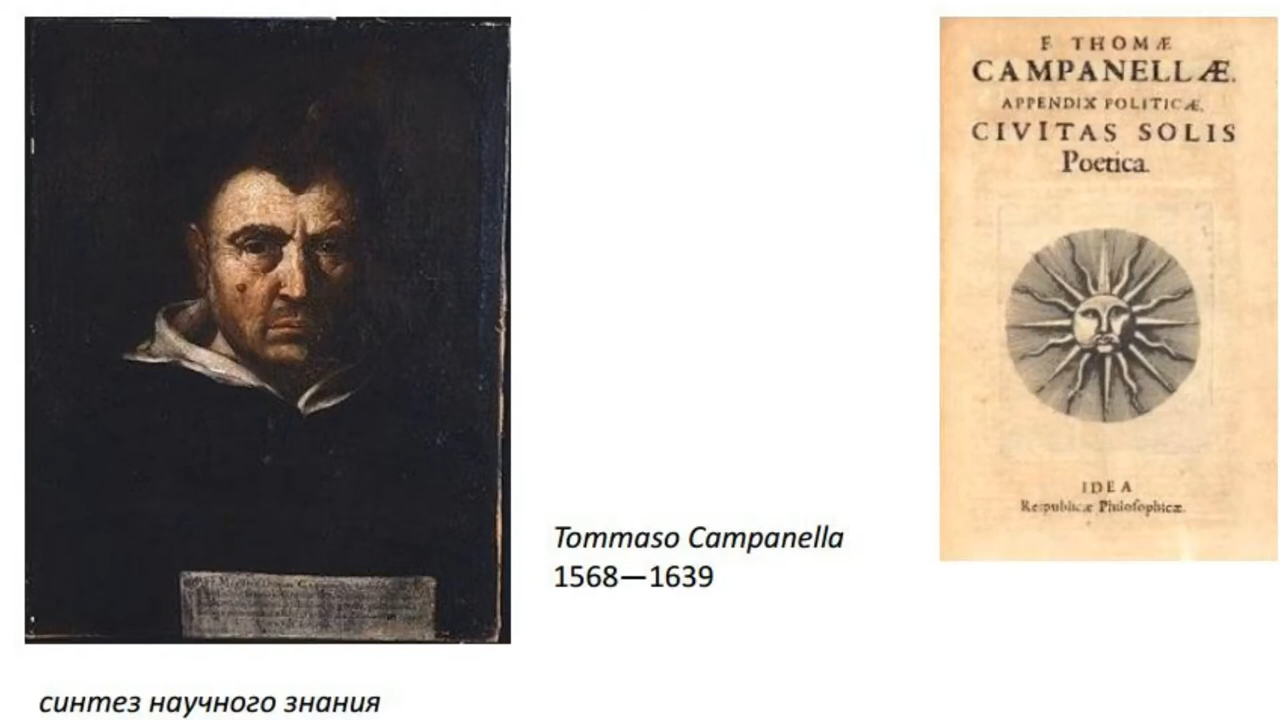 F THOMÆ
CAMPANELLÆ.
APPENDIX POLITICÆ,
CIVITAS SOLIS
Poetica.
IDEA
Reipublicæ Philosophicæ.
Tommaso Campanella
1568—1639
синтез научного знания